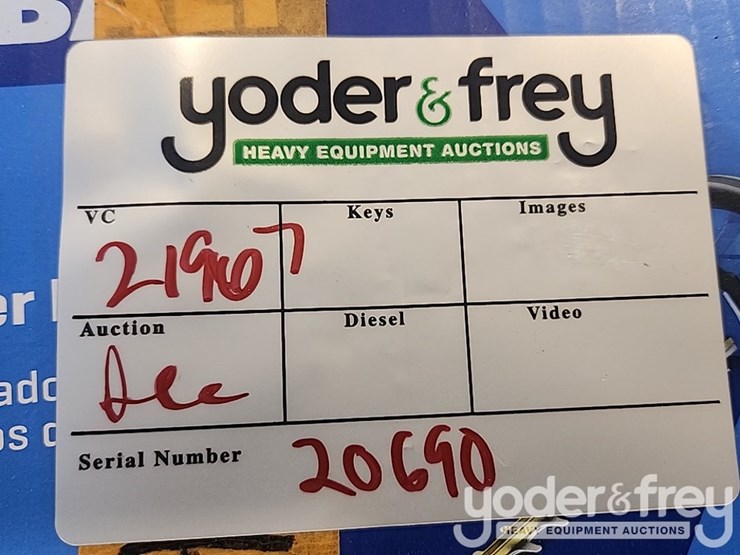 yoder & frey
HEAVY EQUIPMENT AUCTIONS
VC Keys Images
21967
Auction Diesel Video
Dec
Serial Number 20690
yoder & frey
HEAVY EQUIPMENT AUCTIONS